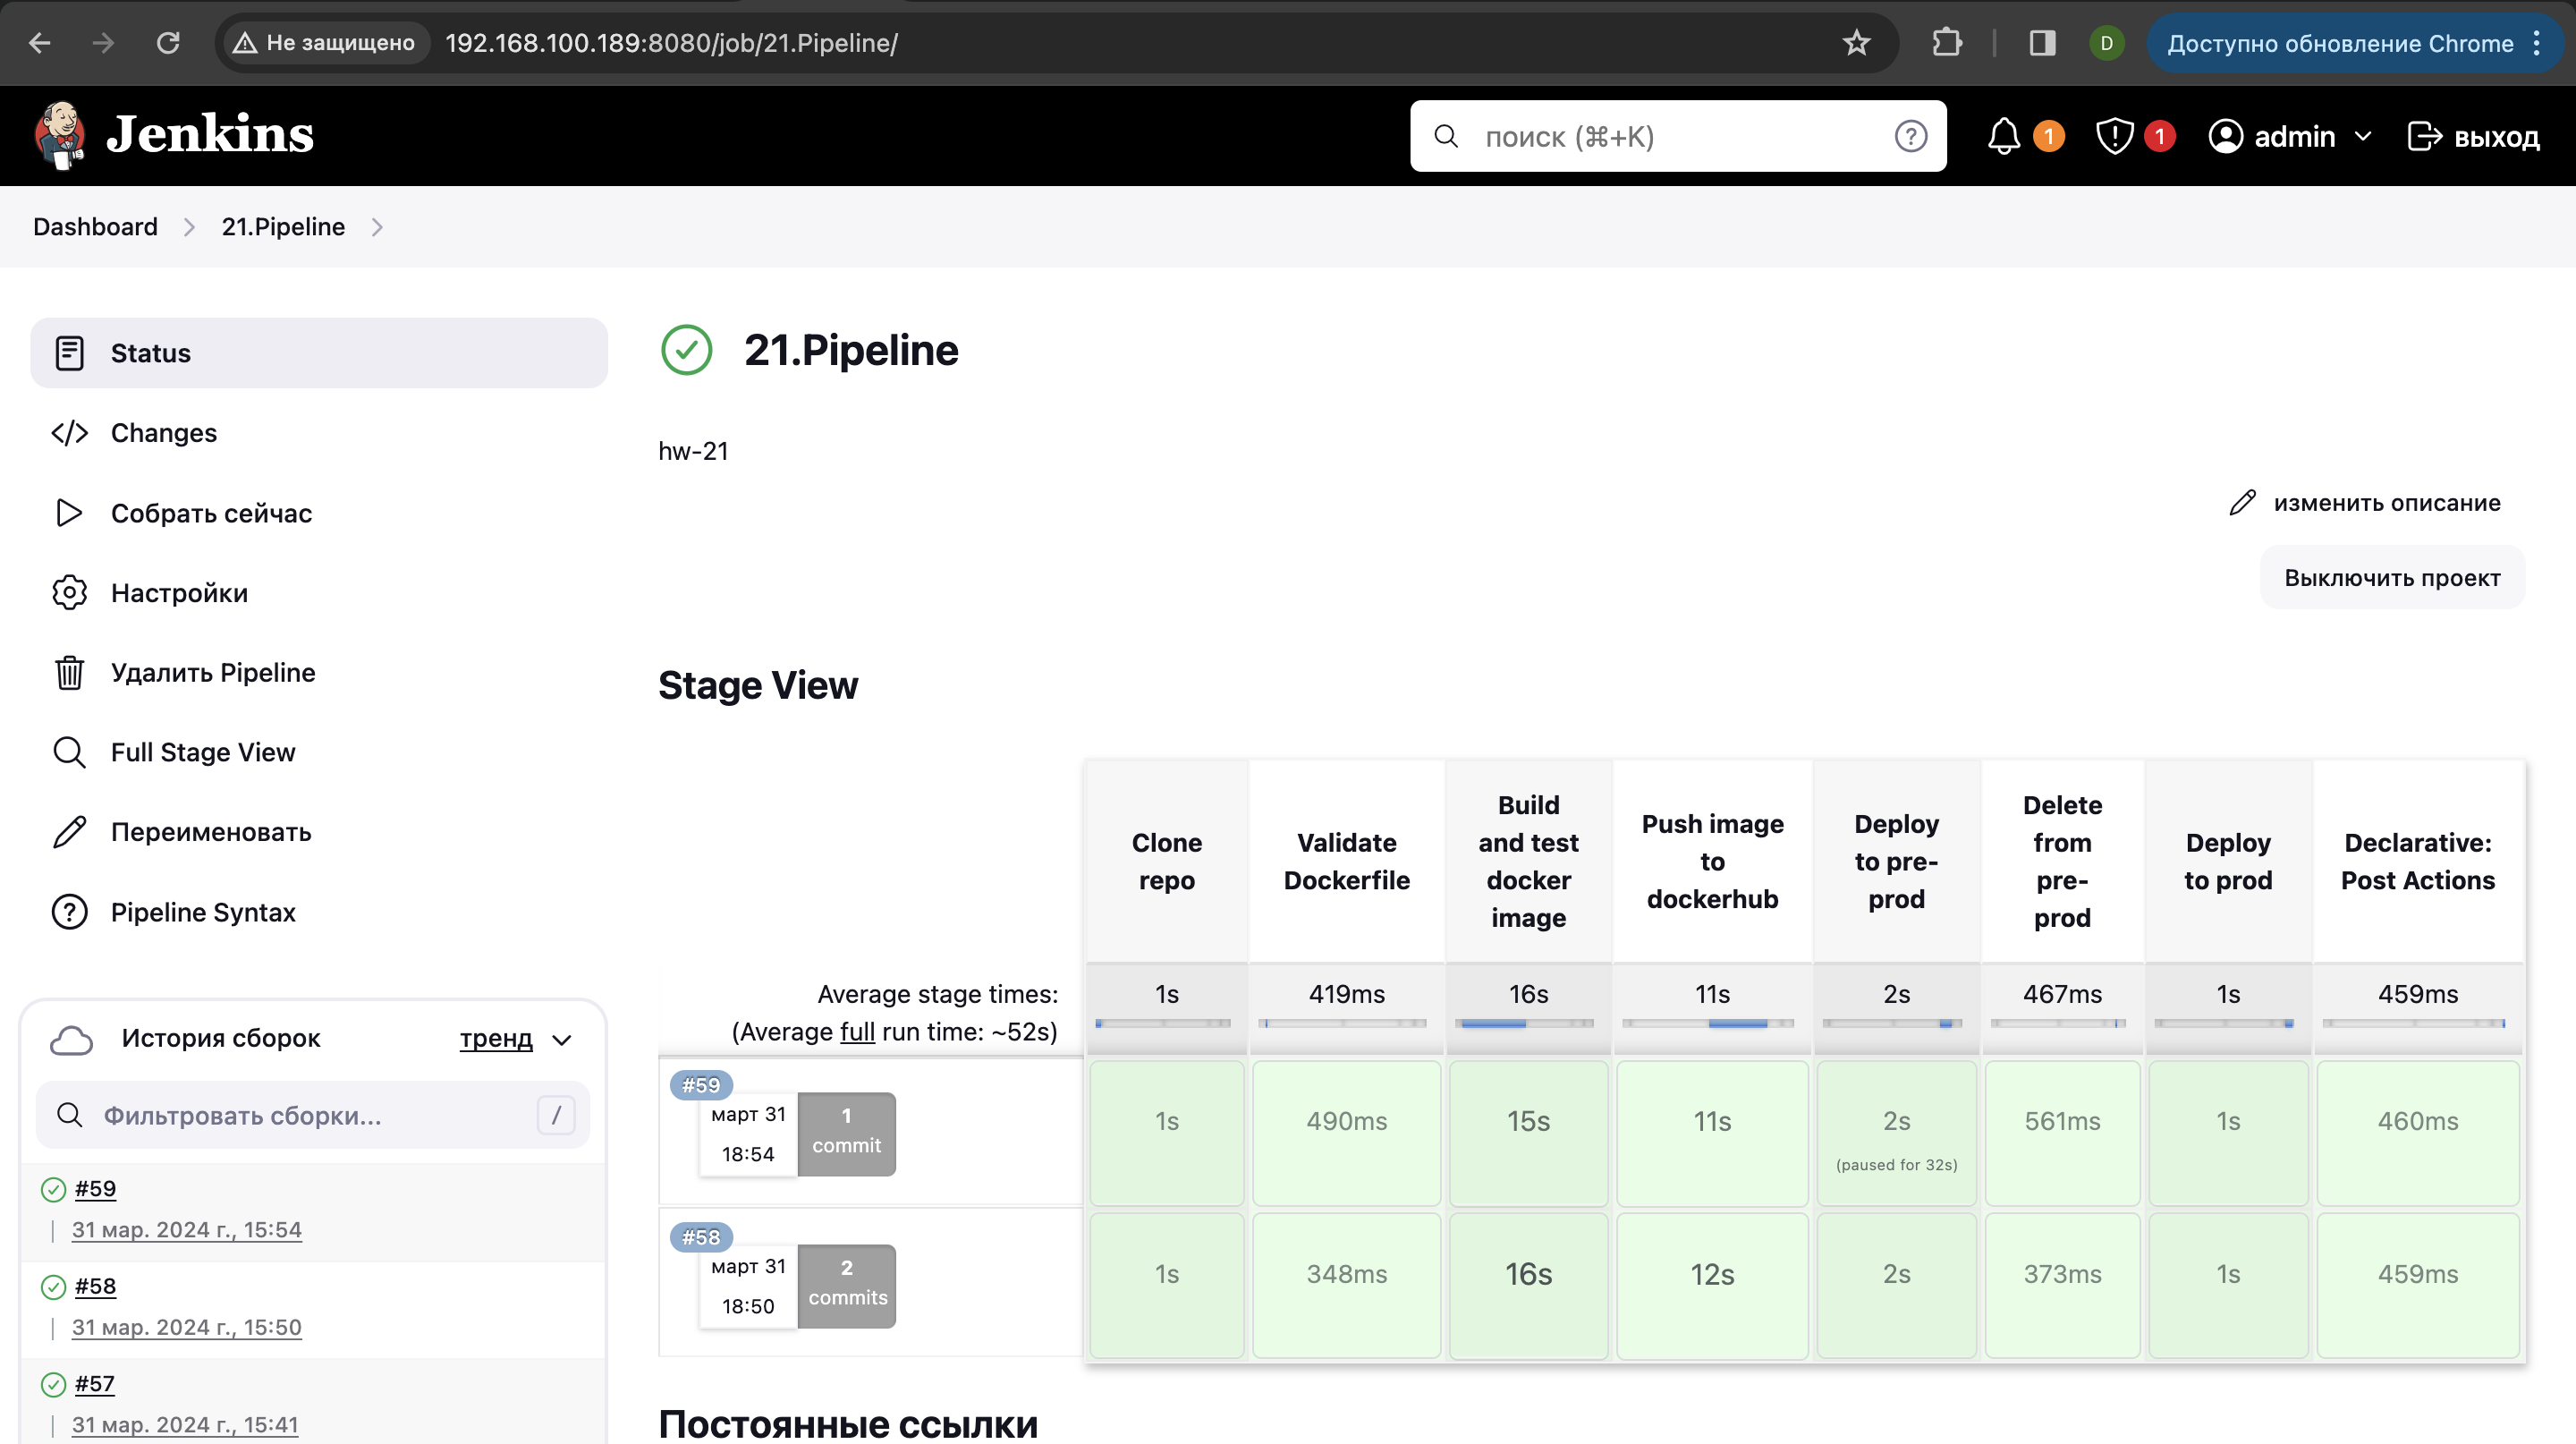 Не защищено
192.168.100.189:8080/job/21.Pipeline/
D
Доступно обновление Chrome
Jenkins
поиск (⌘+K)
1
1
admin
выход
Dashboard
21.Pipeline
Status
Changes
Собрать сейчас
Настройки
Удалить Pipeline
Full Stage View
Переименовать
Pipeline Syntax
История сборок
тренд
Фильтровать сборки...
/
#59
31 мар. 2024 г., 15:54
#58
31 мар. 2024 г., 15:50
#57
31 мар. 2024 г., 15:41
21.Pipeline
hw-21
изменить описание
Выключить проект
Stage View
Clone
repo
Validate
Dockerfile
Build
and test
docker
image
Push image
to
dockerhub
Deploy
to pre-
prod
Delete
from
pre-
prod
Deploy
to prod
Declarative:
Post Actions
Average stage times:
(Average full run time: ~52s)
1s
419ms
16s
11s
2s
467ms
1s
459ms
#59
март 31
18:54
1
commit
1s
490ms
15s
11s
2s
(paused for 32s)
561ms
1s
460ms
#58
март 31
18:50
2
commits
1s
348ms
16s
12s
2s
373ms
1s
459ms
Постоянные ссылки